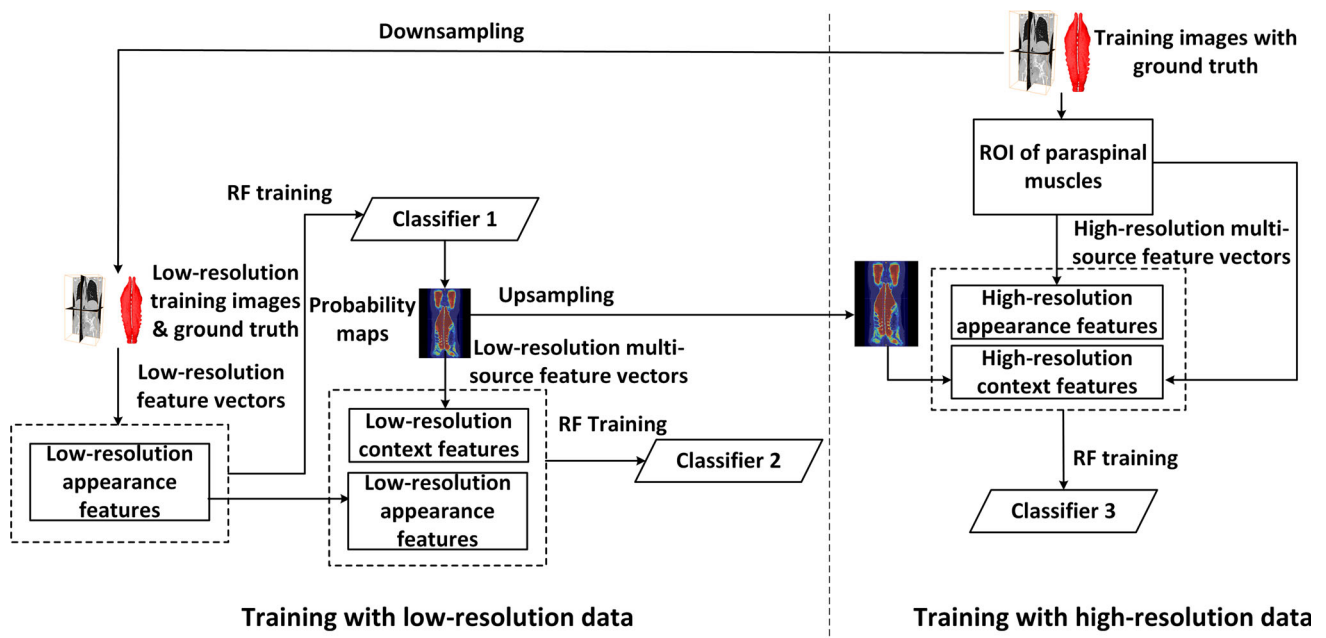 Downsampling
Training images with
ground truth
ROI of paraspinal
muscles
RF training
Classifier 1
High-resolution multi-
source feature vectors
Low-resolution
training images
& ground truth
Probability
maps
Upsampling
High-resolution
appearance features
Low-resolution multi-
source feature vectors
High-resolution
context features
Low-resolution
feature vectors
Low-resolution
context features
RF Training
Classifier 2
Low-resolution
appearance
features
Low-resolution
appearance
features
RF training
Classifier 3
Training with low-resolution data
Training with high-resolution data